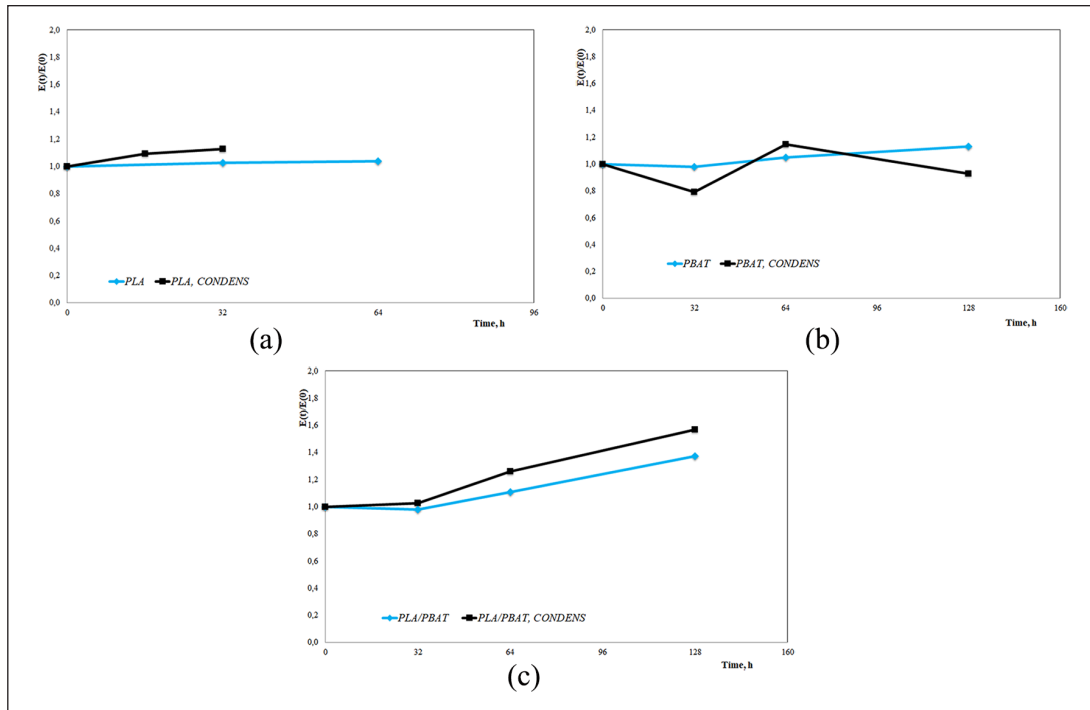 E(t)/E(0)
2,0
1,8
1,6
1,4
1,2
1,0
0,8
0,6
0,4
0,2
0,0
PLA PLA, CONDENS
0 32 64 96
Time, h
(a)
E(t)/E(0)
2,0
1,8
1,6
1,4
1,2
1,0
0,8
0,6
0,4
0,2
0,0
PBAT PBAT, CONDENS
0 32 64 96 128 160
Time, h
(b)
E(t)/E(0)
2,0
1,8
1,6
1,4
1,2
1,0
0,8
0,6
0,4
0,2
0,0
PLA/PBAT PLA/PBAT, CONDENS
0 32 64 96 128 160
Time, h
(c)